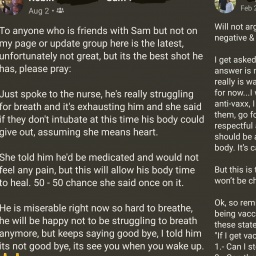 Aug 2 •
To anyone who is friends with Sam but not on
my page or update group here is the latest,
unfortunately not great, but its the best shot he
has, please pray:
Just spoke to the nurse, he's really struggling
for breath and it's exhausting him and she said
if they don't intubate at this time his body could
give out, assuming she means heart.
She told him he'd be medicated and would not
feel any pain, but this will allow his body time
to heal. 50 - 50 chance she said once on it.
He is miserable right now so hard to breathe,
he will be happy not to be struggling to breath
anymore, but keeps saying good bye, I told him
its not good bye, its see you when you wake up.
Feb 2
Will not arg
negative &
I get asked
answer is n
really is wa
for now...I w
anti-vaxx, I
them, go fo
respectful
should be a
body. It's ca
But this is t
won't be ch
Ok, so rem
being vacc
these state
"If I get vac
1.- Can I sto